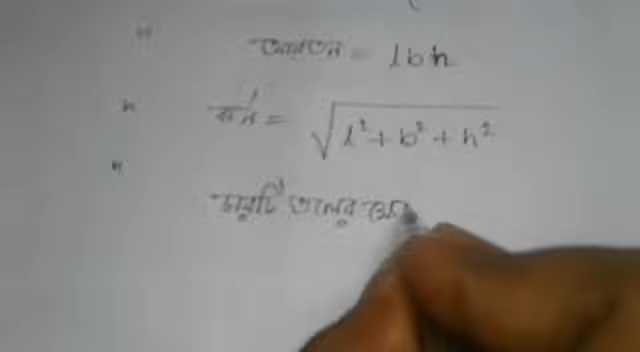 " আয়তন = lbh
" কর্ণ = √l²+b²+h²
" চারটি তলের